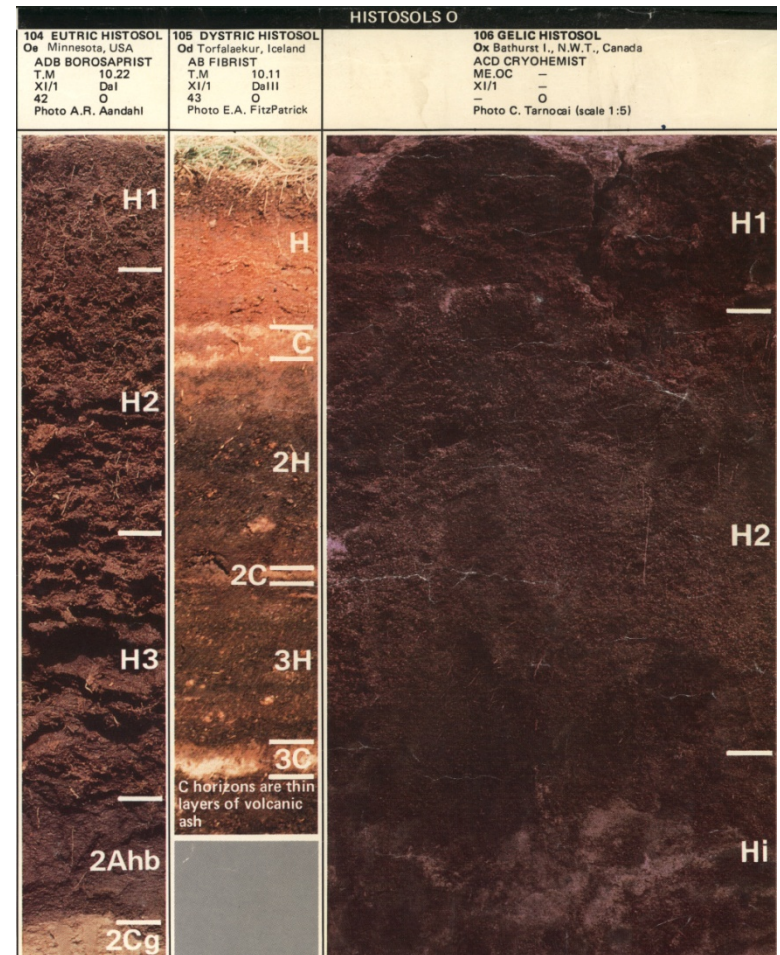 HISTOSOLS O
104 EUTRIC HISTOSOL
Oe Minnesota, USA
ADB BOROSAPRIST
T.M 10.22
XI/1 DaI
42 O
Photo A.R. Aandahl
105 DYSTRIC HISTOSOL
Od Torfalaekur, Iceland
AB FIBRIST
T.M 10.11
XI/1 DaIII
43 O
Photo E.A. FitzPatrick
106 GELIC HISTOSOL
Ox Bathurst I., N.W.T., Canada
ACD CRYOHEMIST
ME.OC –
XI/1 –
– O
Photo C. Tarnocai (scale 1:5)
H1
H2
H3
2Ahb
2Cg
H
C
2H
2C
3H
3C
C horizons are thin
layers of volcanic
ash
H1
H2
Hi